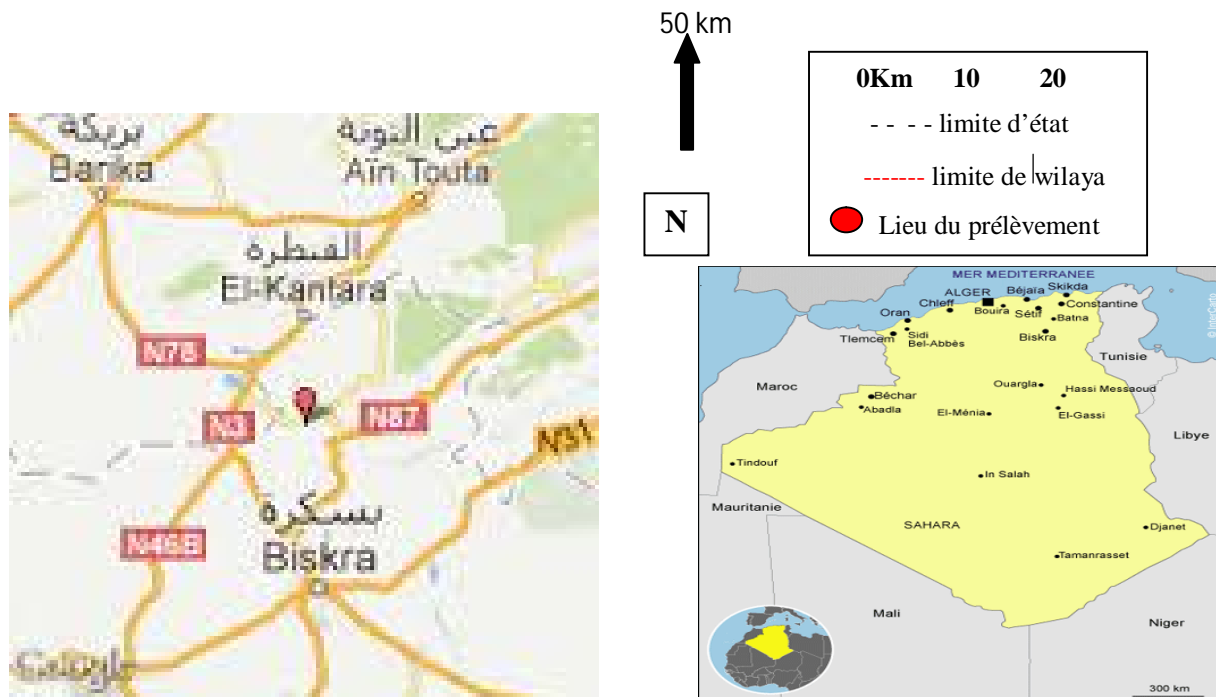 50 km
N
0Km 10 20
- - - - limite d'état
------- limite de wilaya
Lieu du prélèvement
بريكة
Barika
عين التوتة
Aïn Touta
القنطرة
El-Kantara
N78
N3
N87
N31
N46B
بسكرة
Biskra
MER MEDITERRANEE
ALGER
Béjaïa
Skikda
Chleff
Bouira
Sétif
Constantine
Batna
Oran
Tlemcem
Sidi
Bel-Abbès
Biskra
Tunisie
Maroc
Ouargla
Hassi Messaoud
Béchar
Abadla
El-Ménia
El-Gassi
Libye
Tindouf
In Salah
Mauritanie
SAHARA
Djanet
Tamanrasset
Mali
Niger
300 km
© InterCarto